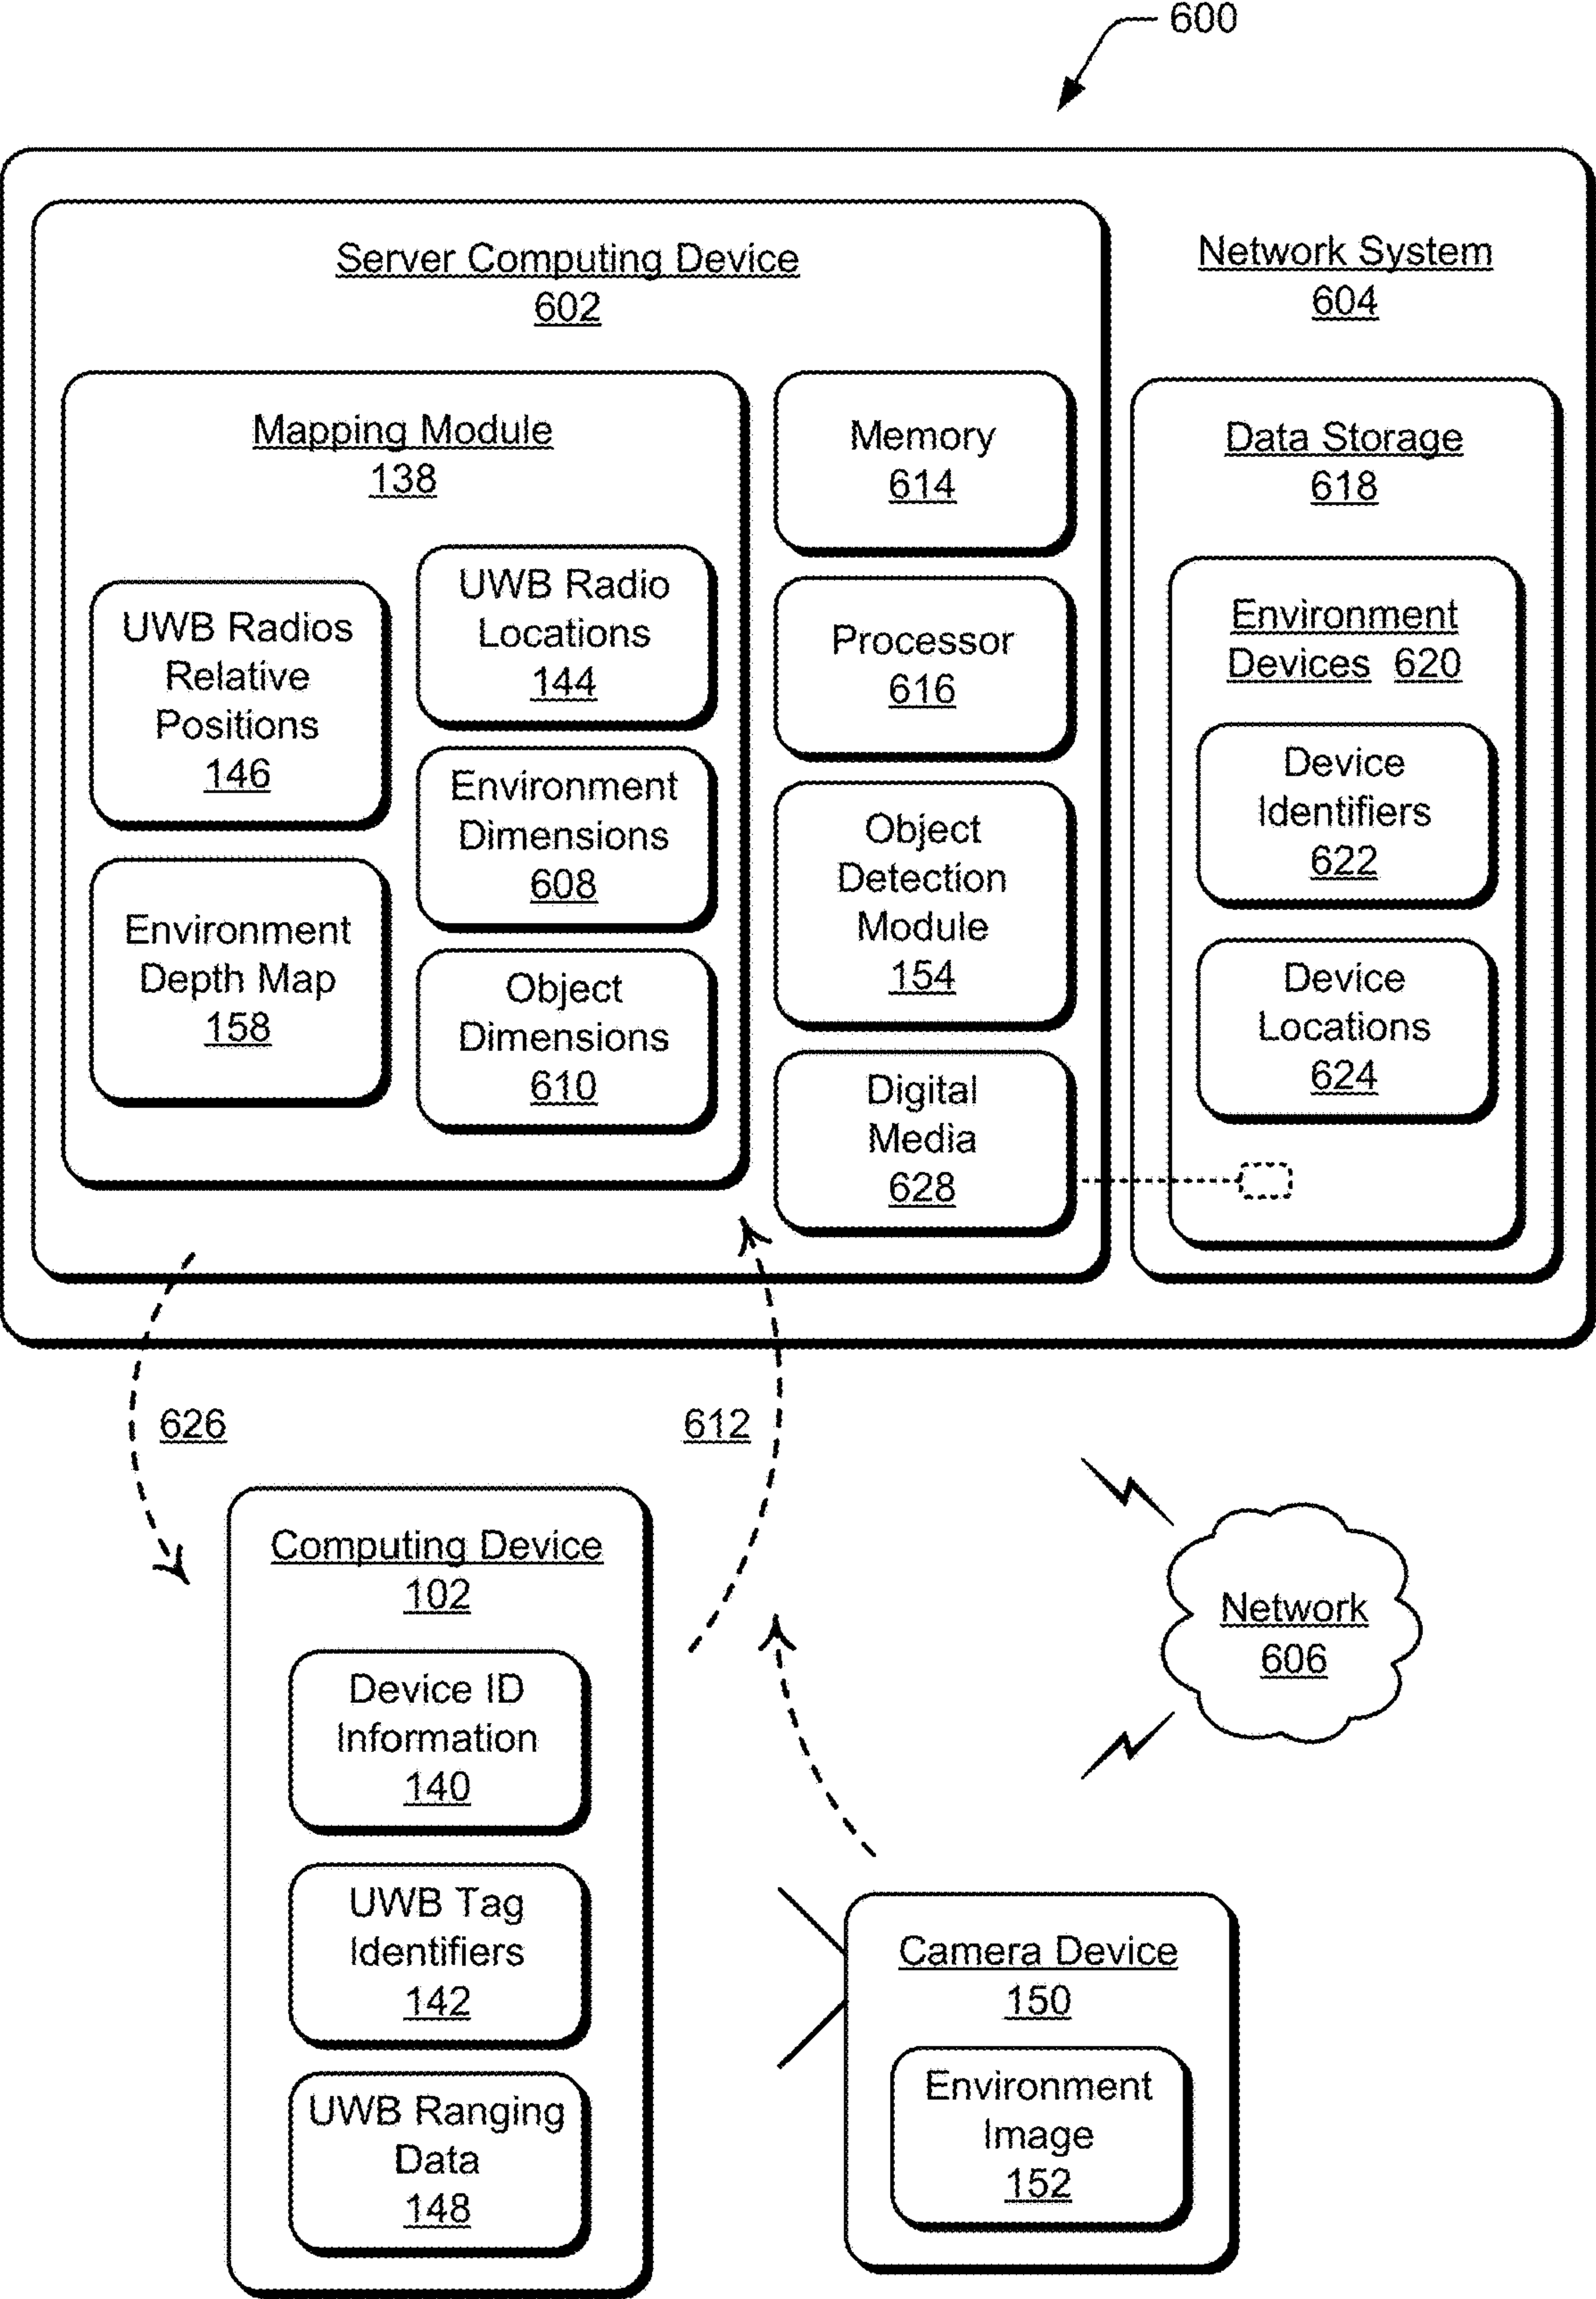 600
Server Computing Device
602
Network System
604
Mapping Module
138
UWB Radios
Relative
Positions
146
Environment
Depth Map
158
UWB Radio
Locations
144
Environment
Dimensions
608
Object
Dimensions
610
Memory
614
Processor
616
Object
Detection
Module
154
Digital
Media
628
Data Storage
618
Environment
Devices 620
Device
Identifiers
622
Device
Locations
624
626
612
Computing Device
102
Device ID
Information
140
UWB Tag
Identifiers
142
UWB Ranging
Data
148
Network
606
Camera Device
150
Environment
Image
152